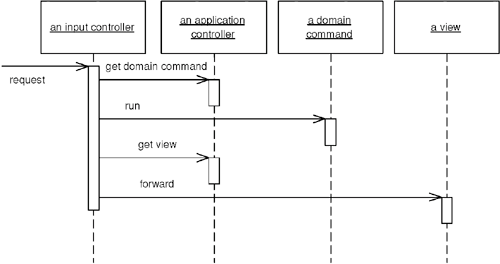 an input controller
an application
controller
a domain
command
a view
request
get domain command
run
get view
forward